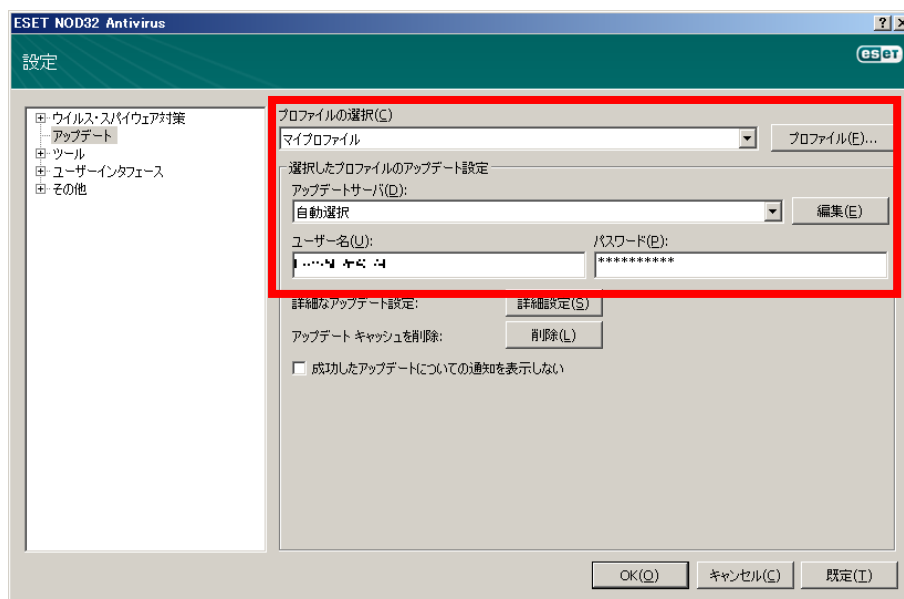 ESET NOD32 Antivirus
設定
eset
ウイルス・スパイウェア対策
アップデート
ツール
ユーザーインタフェース
その他
プロファイルの選択(C)
マイプロファイル
プロファイル(F)...
選択したプロファイルのアップデート設定
アップデートサーバ(D):
自動選択
編集(E)
ユーザー名(U):
パスワード(P):
**********
詳細なアップデート設定:
詳細設定(S)
アップデート キャッシュを削除:
削除(L)
成功したアップデートについての通知を表示しない
OK(O)
キャンセル(C)
既定(T)